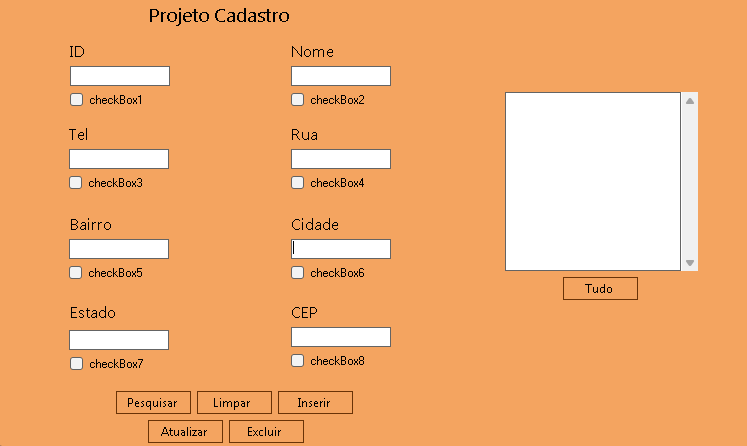 Projeto Cadastro
ID
Nome
checkBox1
checkBox2
Tel
Rua
checkBox3
checkBox4
Bairro
Cidade
checkBox5
checkBox6
Estado
CEP
checkBox7
checkBox8
Tudo
Pesquisar
Limpar
Inserir
Atualizar
Excluir